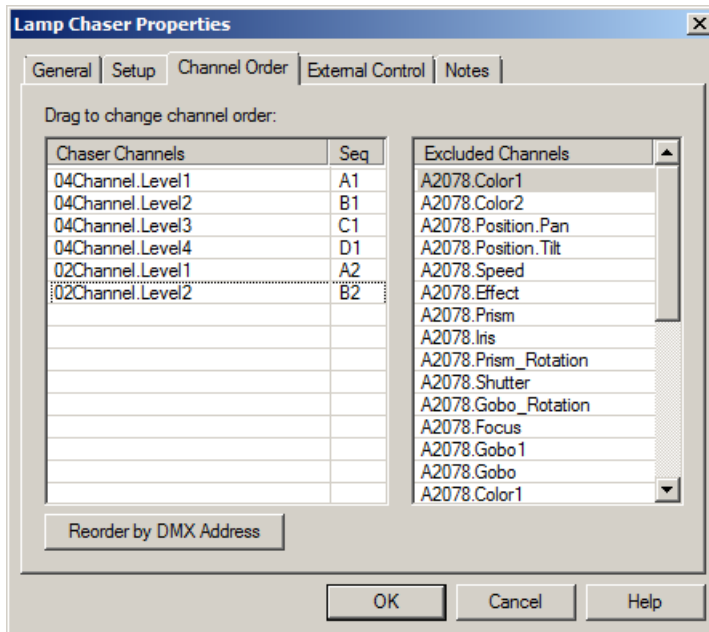 Lamp Chaser Properties
General Setup Channel Order External Control Notes
Drag to change channel order:
Chaser Channels Seq
04Channel.Level1 A1
04Channel.Level2 B1
04Channel.Level3 C1
04Channel.Level4 D1
02Channel.Level1 A2
02Channel.Level2 B2
Excluded Channels
A2078.Color1
A2078.Color2
A2078.Position.Pan
A2078.Position.Tilt
A2078.Speed
A2078.Effect
A2078.Prism
A2078.Iris
A2078.Prism_Rotation
A2078.Shutter
A2078.Gobo_Rotation
A2078.Focus
A2078.Gobo1
A2078.Gobo
A2078.Color1
Reorder by DMX Address
OK Cancel Help